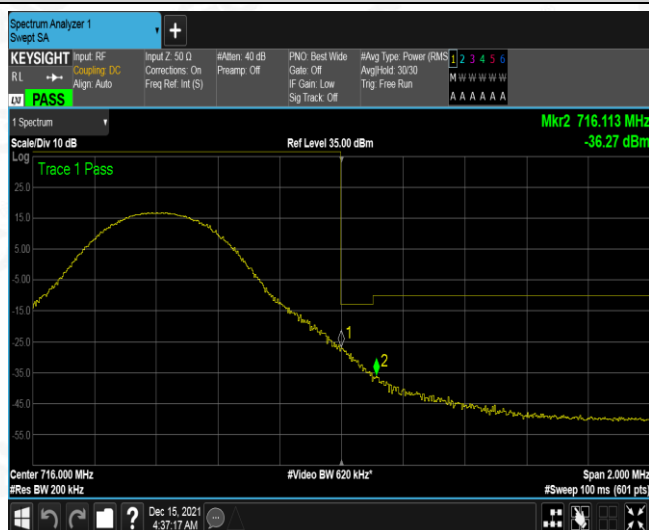 Spectrum Analyzer 1
Swept SA
+
KEYSIGHT
RL
LXI PASS
Input: RF
Coupling: DC
Align: Auto
Input Z: 50 Ω
Corrections: On
Freq Ref: Int (S)
#Atten: 40 dB
Preamp: Off
PNO: Best Wide
Gate: Off
IF Gain: Low
Sig Track: Off
#Avg Type: Power (RMS
Avg|Hold: 30/30
Trig: Free Run
1 2 3 4 5 6
M W W W W W
A A A A A A
1 Spectrum
Scale/Div 10 dB
Ref Level 35.00 dBm
Mkr2 716.113 MHz
-36.27 dBm
Log
Trace 1 Pass
25.0
15.0
5.00
-5.00
-15.0
-25.0
-35.0
-45.0
-55.0
1
2
Center 716.000 MHz
#Video BW 620 kHz*
Span 2.000 MHz
#Res BW 200 kHz
#Sweep 100 ms (601 pts)
?
Dec 15, 2021
4:37:17 AM